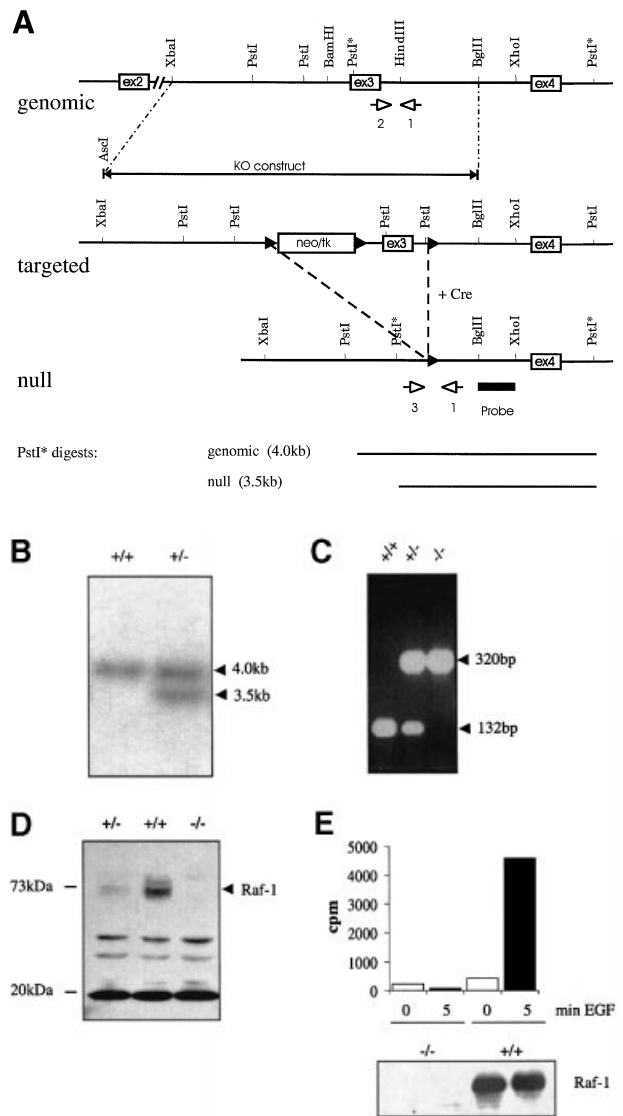 A
XbaI PstI PstI BamHI PstI* HindIII BglII XhoI PstI*
ex2 ex3 ex4
genomic
2 1
AscI
KO construct
XbaI PstI PstI PstI PstI BglII XhoI PstI
neo/tk ex3 ex4
targeted
+ Cre
XbaI PstI PstI* BglII XhoI PstI*
ex4
null
3 1 Probe
PstI* digests: genomic (4.0kb)
null (3.5kb)
B
+/+ +/-
4.0kb
3.5kb
C
+/+ +/- -/-
320bp
132bp
D
+/- +/+ -/-
73kDa Raf-1
20kDa
E
5000
4000
3000
2000
1000
0
cpm
0 5 0 5 min EGF
-/- +/+
Raf-1